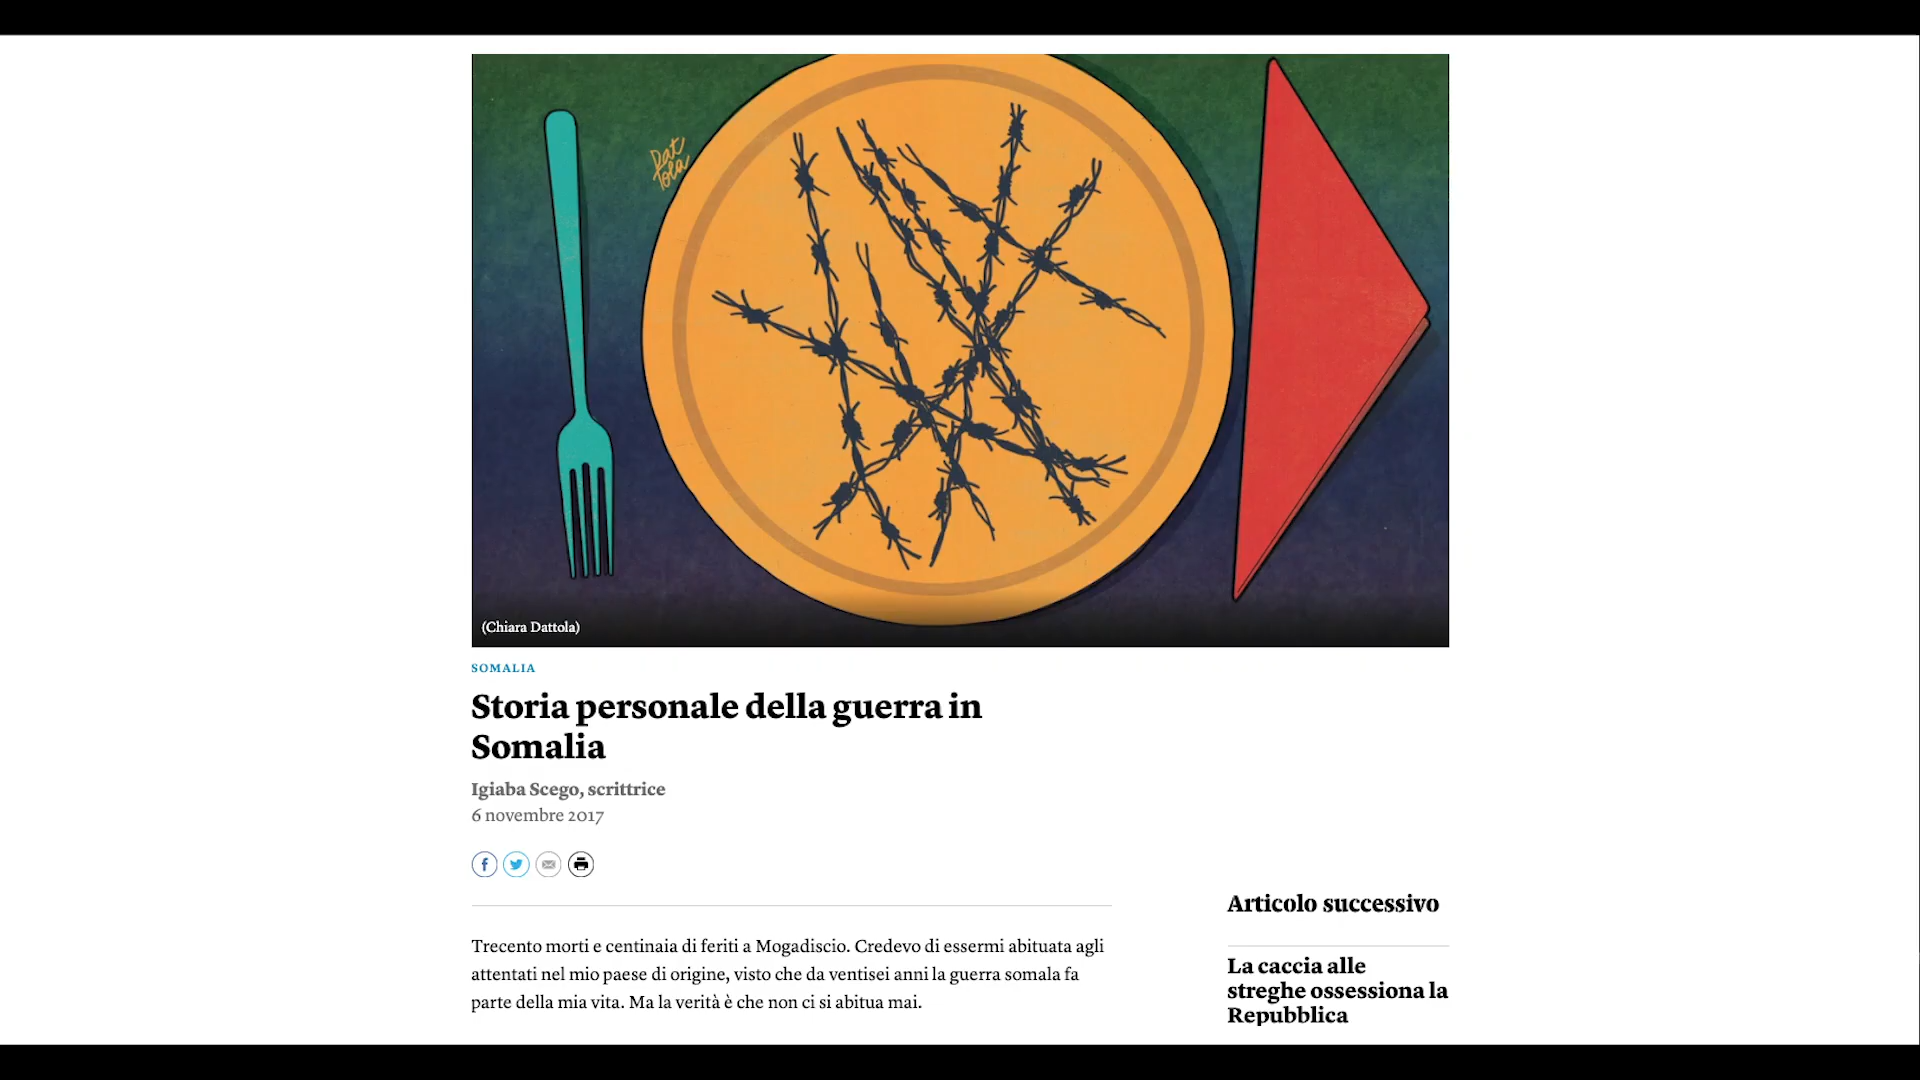 Dat
Tola
(Chiara Dattola)
SOMALIA
Storia personale della guerra in
Somalia
Igiaba Scego, scrittrice
6 novembre 2017
Trecento morti e centinaia di feriti a Mogadiscio. Credevo di essermi abituata agli
attentati nel mio paese di origine, visto che da ventisei anni la guerra somala fa
parte della mia vita. Ma la verità è che non ci si abitua mai.
Articolo successivo
La caccia alle
streghe ossessiona la
Repubblica